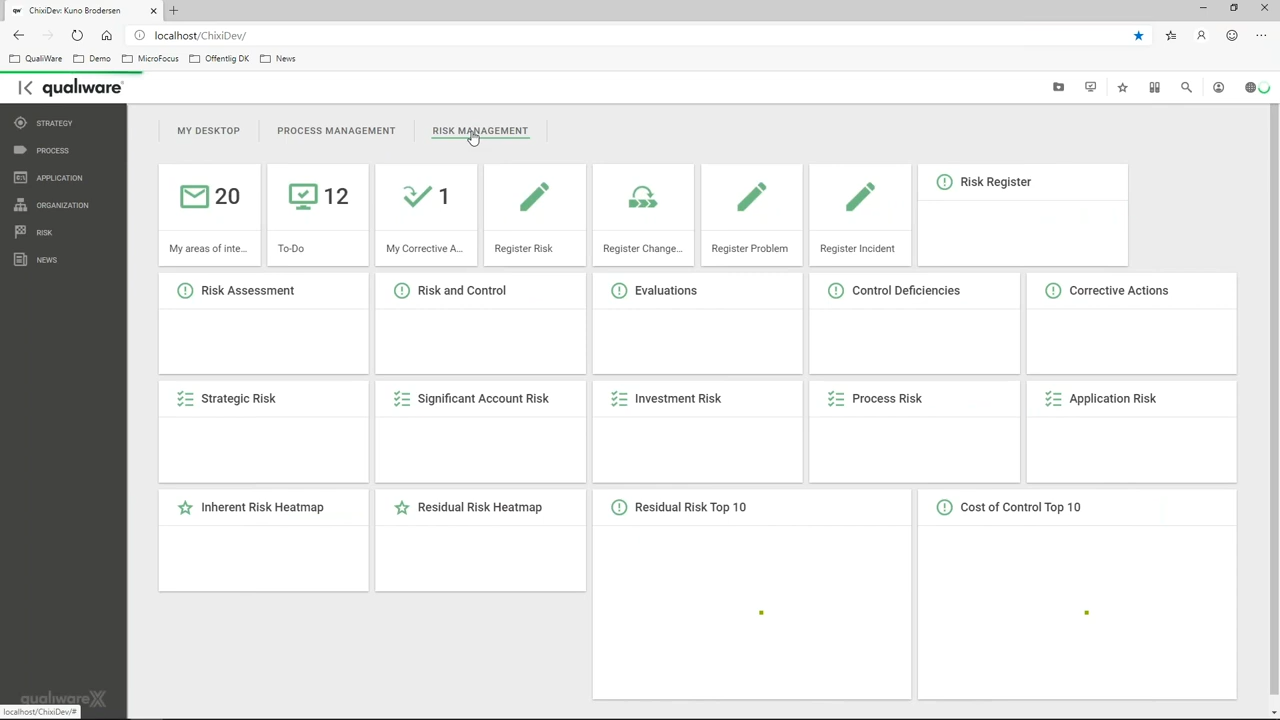 ChixiDev: Kuno Brodersen
localhost/ChixiDev/
QualiWare Demo MicroFocus Offentlig DK News
qualiware
STRATEGY
PROCESS
APPLICATION
ORGANIZATION
RISK
NEWS
MY DESKTOP PROCESS MANAGEMENT RISK MANAGEMENT
20 12 1
My areas of inte... To-Do My Corrective A... Register Risk Register Change... Register Problem Register Incident
Risk Register
Risk Assessment Risk and Control Evaluations Control Deficiencies Corrective Actions
Strategic Risk Significant Account Risk Investment Risk Process Risk Application Risk
Inherent Risk Heatmap Residual Risk Heatmap Residual Risk Top 10 Cost of Control Top 10
qualiwareX
localhost/ChixiDev/#